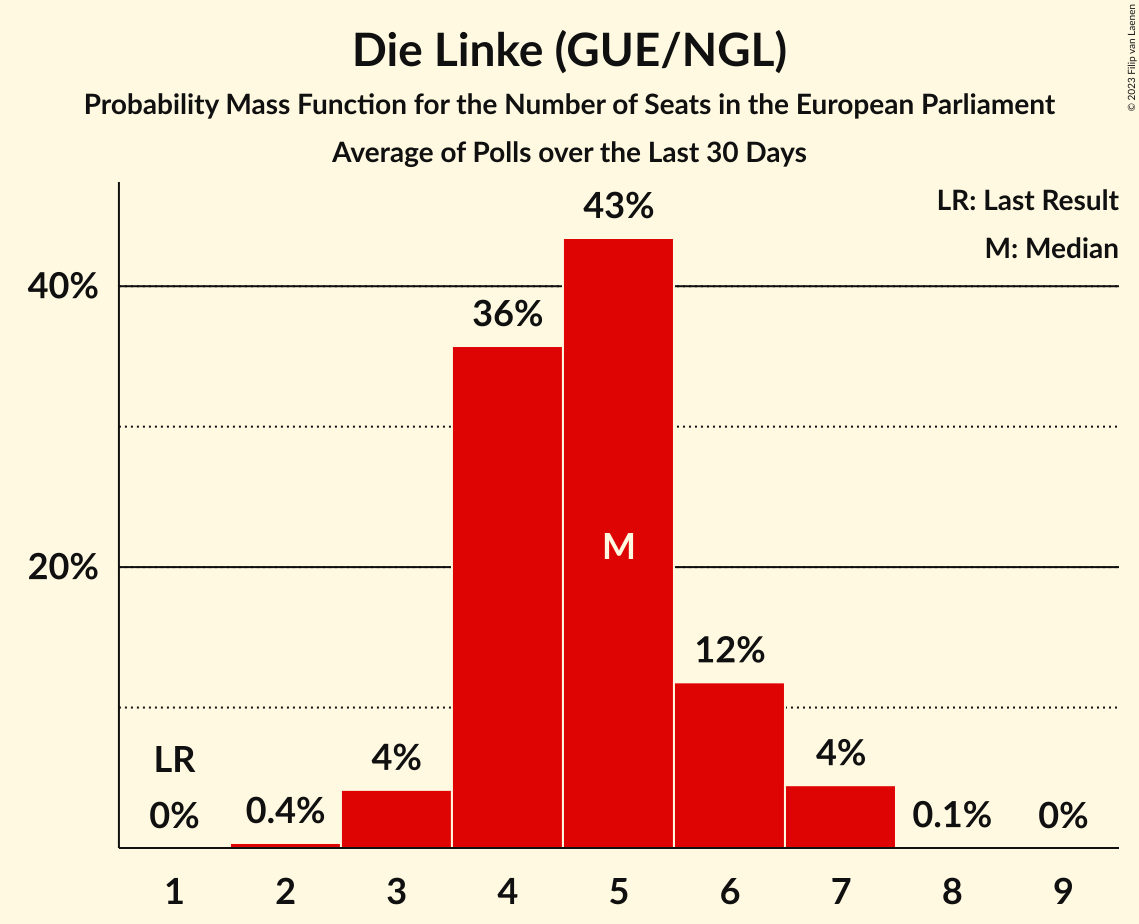 Die Linke (GUE/NGL)
Probability Mass Function for the Number of Seats in the European Parliament
Average of Polls over the Last 30 Days
© 2023 Filip van Laenen
LR: Last Result
M: Median
43%
40%
36%
M
20%
12%
LR
4%
4%
0%
0.4%
0.1%
0%
1 2 3 4 5 6 7 8 9